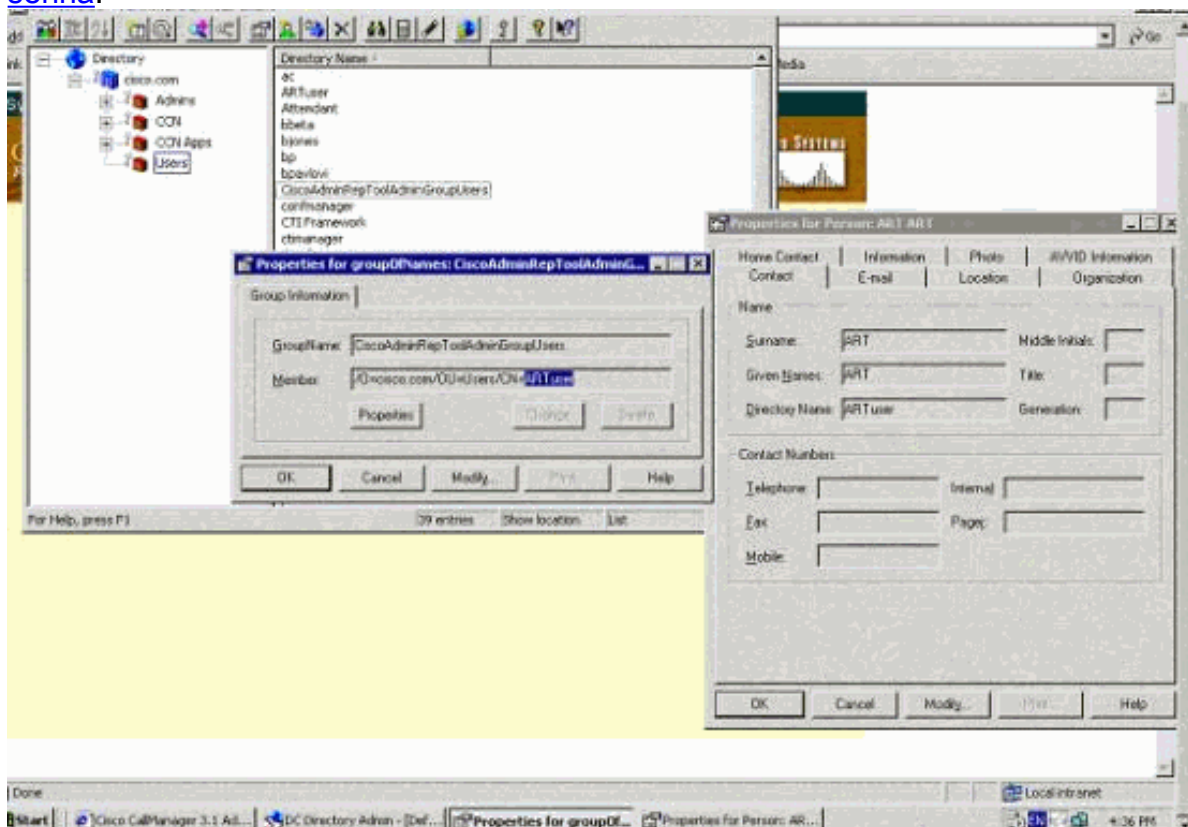 Directory
cisco.com
Admins
CCN
CCN Apps
Users
Directory Name
ac
ARTuser
Attendant
bbeta
bjones
bp
bpavlovi
CiscoAdminRepToolAdminGroupUsers
confmanager
CTI Framework
ctimanager
For Help, press F1
39 entries
Show location
List
Go
Media
Properties for groupOfNames: CiscoAdminRepToolAdminG...
Group Information
GroupName:
CiscoAdminRepToolAdminGroupUsers
Member:
/O=cisco.com/OU=Users/CN=ARTuser
Properties
Change
Delete
OK
Cancel
Modify...
Print
Help
Properties for Person: ART ART
Home Contact
Information
Photo
AVVID Information
Contact
E-mail
Location
Organization
Name
Surname:
ART
Middle Initials:
Given Names:
ART
Title:
Directory Name:
ARTuser
Generation:
Contact Numbers
Telephone:
Internal:
Fax:
Pager:
Mobile:
OK
Cancel
Modify...
Print...
Help
Done
Local intranet
Start
Cisco CallManager 3.1 Ad...
DC Directory Admin - [Def...
Properties for groupOf...
Properties for Person: AR...
EN
4:36 PM